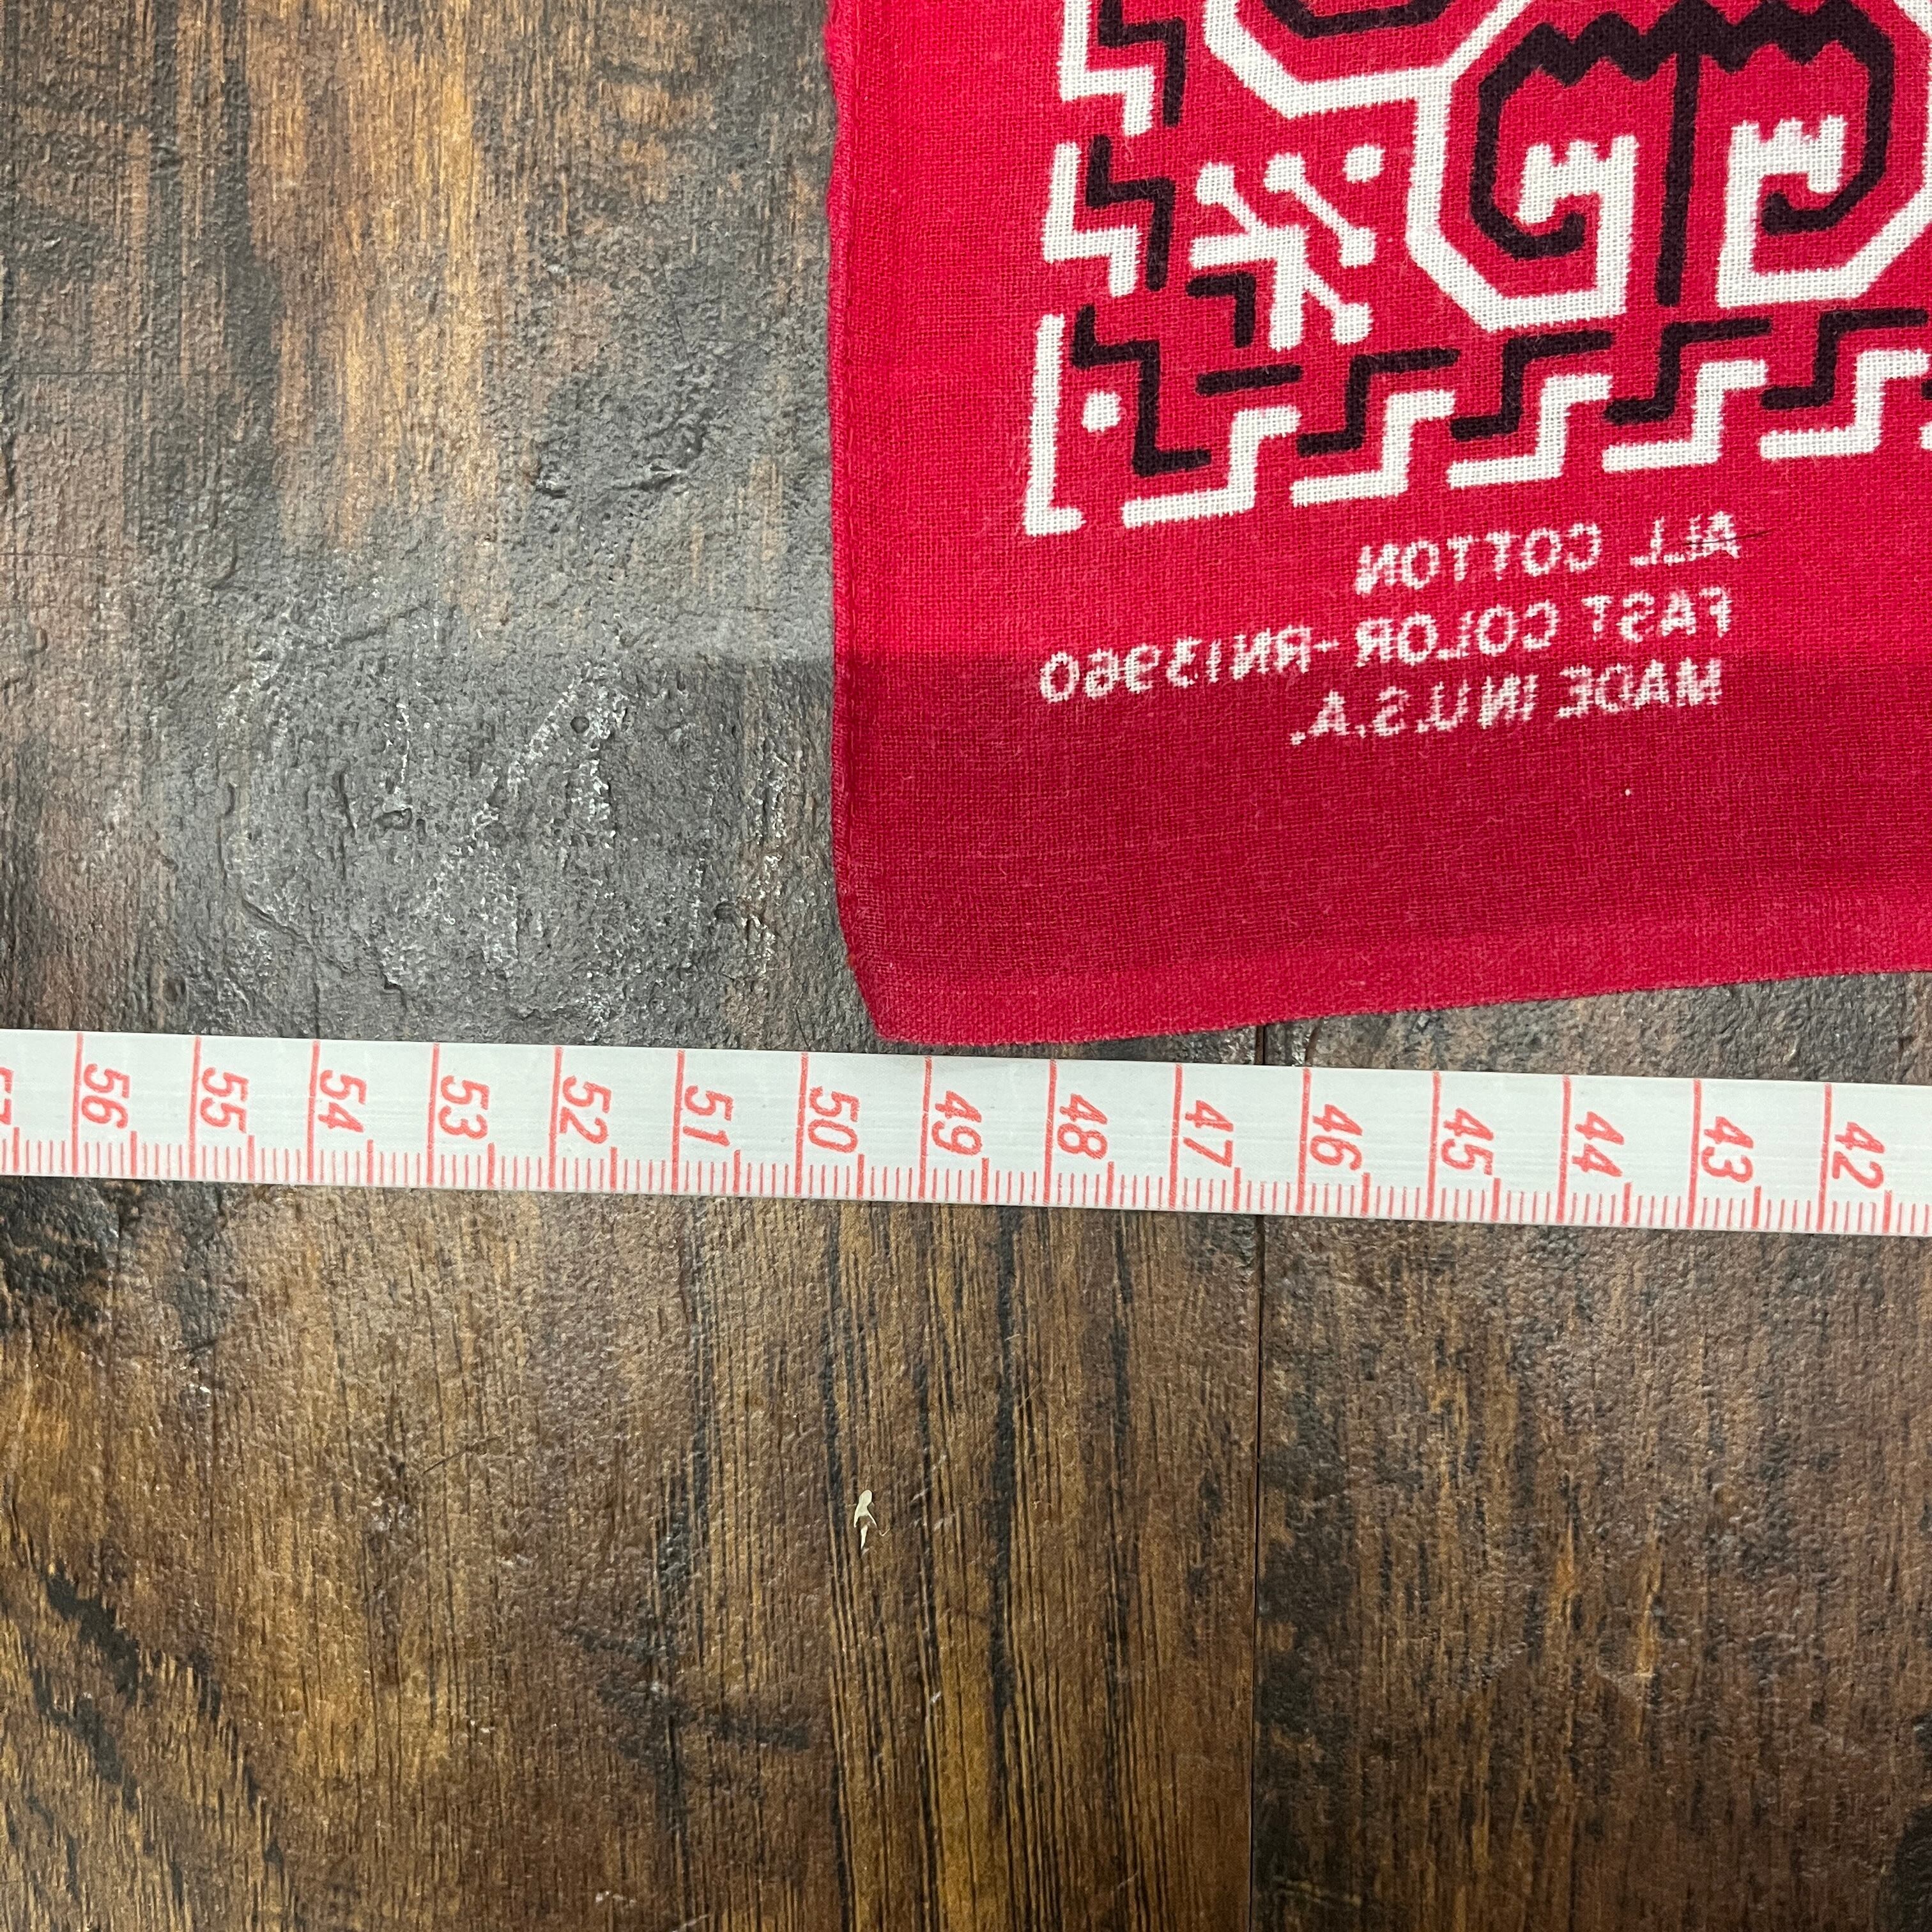 ALL COTTON
FAST COLOR -RN13960
MADE IN U.S.A.
56 55 54 53 52 51 50 49 48 47 46 45 44 43 42